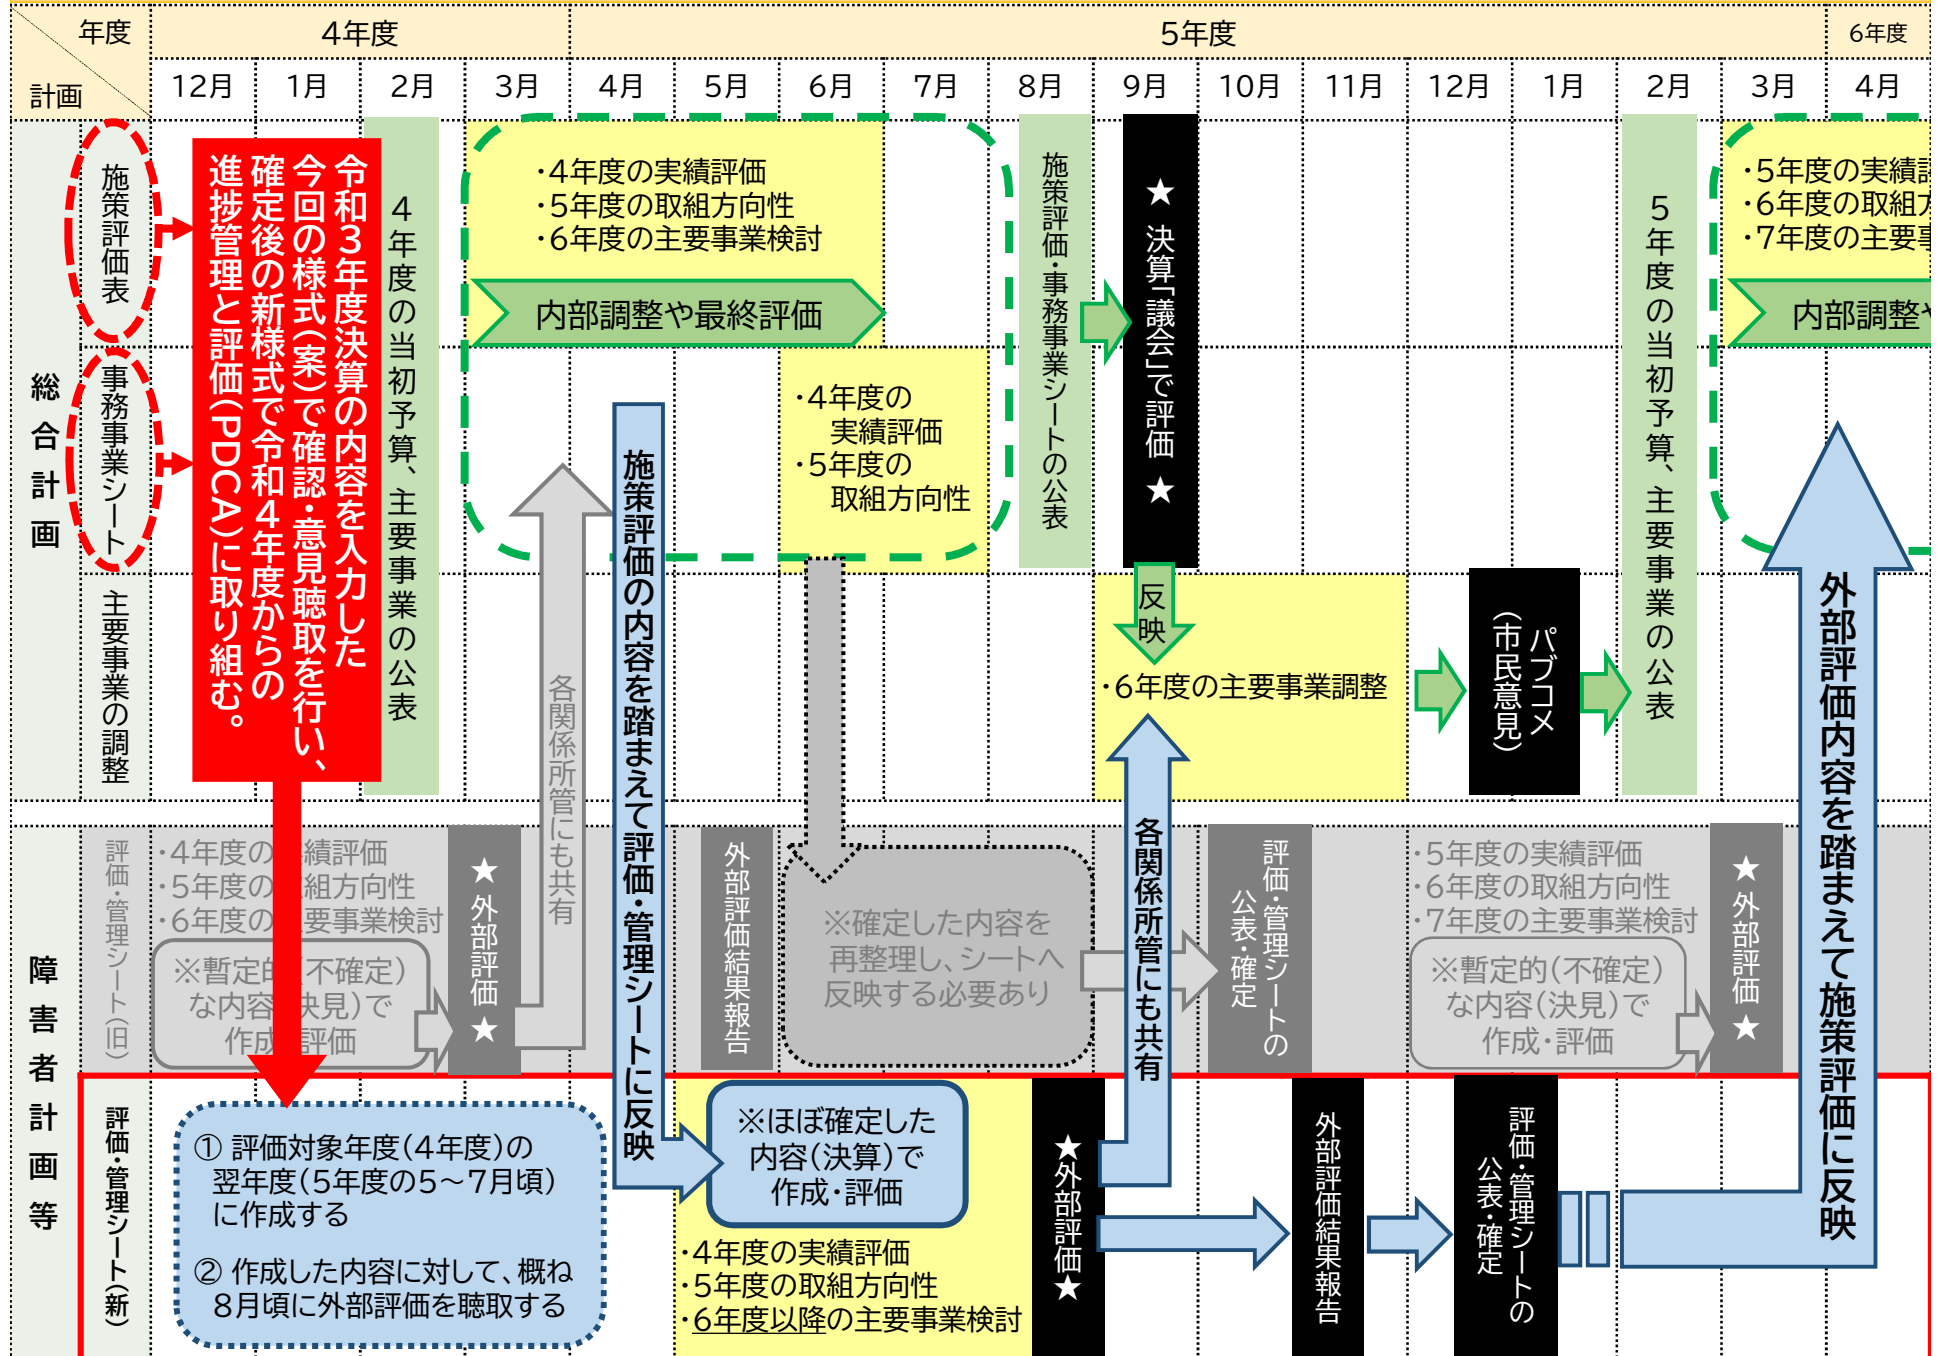 年度
計画
4年度
5年度
6年度
12月
1月
2月
3月
4月
5月
6月
7月
8月
9月
10月
11月
12月
1月
2月
3月
4月
総合計画
施策評価表
事務事業シート
主要事業の調整
令和3年度決算の内容を入力した
今回の様式(案)で確認・意見聴取を行い、
確定後の新様式で令和4年度からの
進捗管理と評価(PDCA)に取り組む。
4年度の当初予算、主要事業の公表
・4年度の実績評価
・5年度の取組方向性
・6年度の主要事業検討
内部調整や最終評価
・4年度の
実績評価
・5年度の
取組方向性
施策評価・事務事業シートの公表
★ 決算「議会」で評価 ★
反映
・6年度の主要事業調整
パブコメ
(市民意見)
5年度の当初予算、主要事業の公表
・5年度の実績
・6年度の取組
・7年度の主要事
内部調整
各関係所管にも共有
施策評価の内容を踏まえて評価・管理シートに反映
各関係所管にも共有
外部評価内容を踏まえて施策評価に反映
障害者計画等
評価・管理シート(旧)
・4年度の 績評価
・5年度の 組方向性
・6年度の 要事業検討
※暫定的(不確定)
な内容(決見)で
作成・評価
★ 外部評価 ★
外部評価結果報告
※確定した内容を
再整理し、シートへ
反映する必要あり
評価・管理シートの
公表・確定
・5年度の実績評価
・6年度の取組方向性
・7年度の主要事業検討
※暫定的(不確定)
な内容(決見)で
作成・評価
★ 外部評価 ★
評価・管理シート(新)
① 評価対象年度(4年度)の
翌年度(5年度の5～7月頃)
に作成する
② 作成した内容に対して、概ね
8月頃に外部評価を聴取する
※ほぼ確定した
内容(決算)で
作成・評価
・4年度の実績評価
・5年度の取組方向性
・6年度以降の主要事業検討
★外部評価★
外部評価結果報告
評価・管理シートの
公表・確定